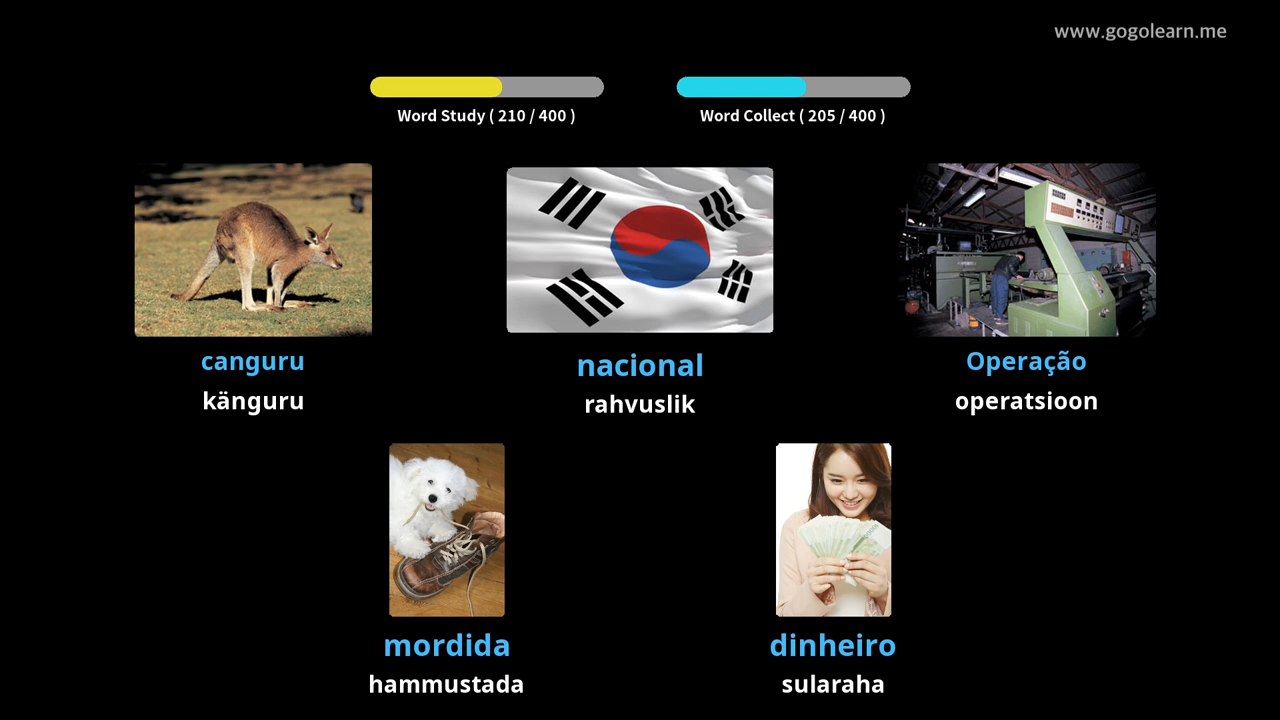 www.gogolearn.me
Word Study ( 210 / 400 )
Word Collect ( 205 / 400 )
canguru
känguru
nacional
rahvuslik
Operação
operatsioon
mordida
hammustada
dinheiro
sularaha